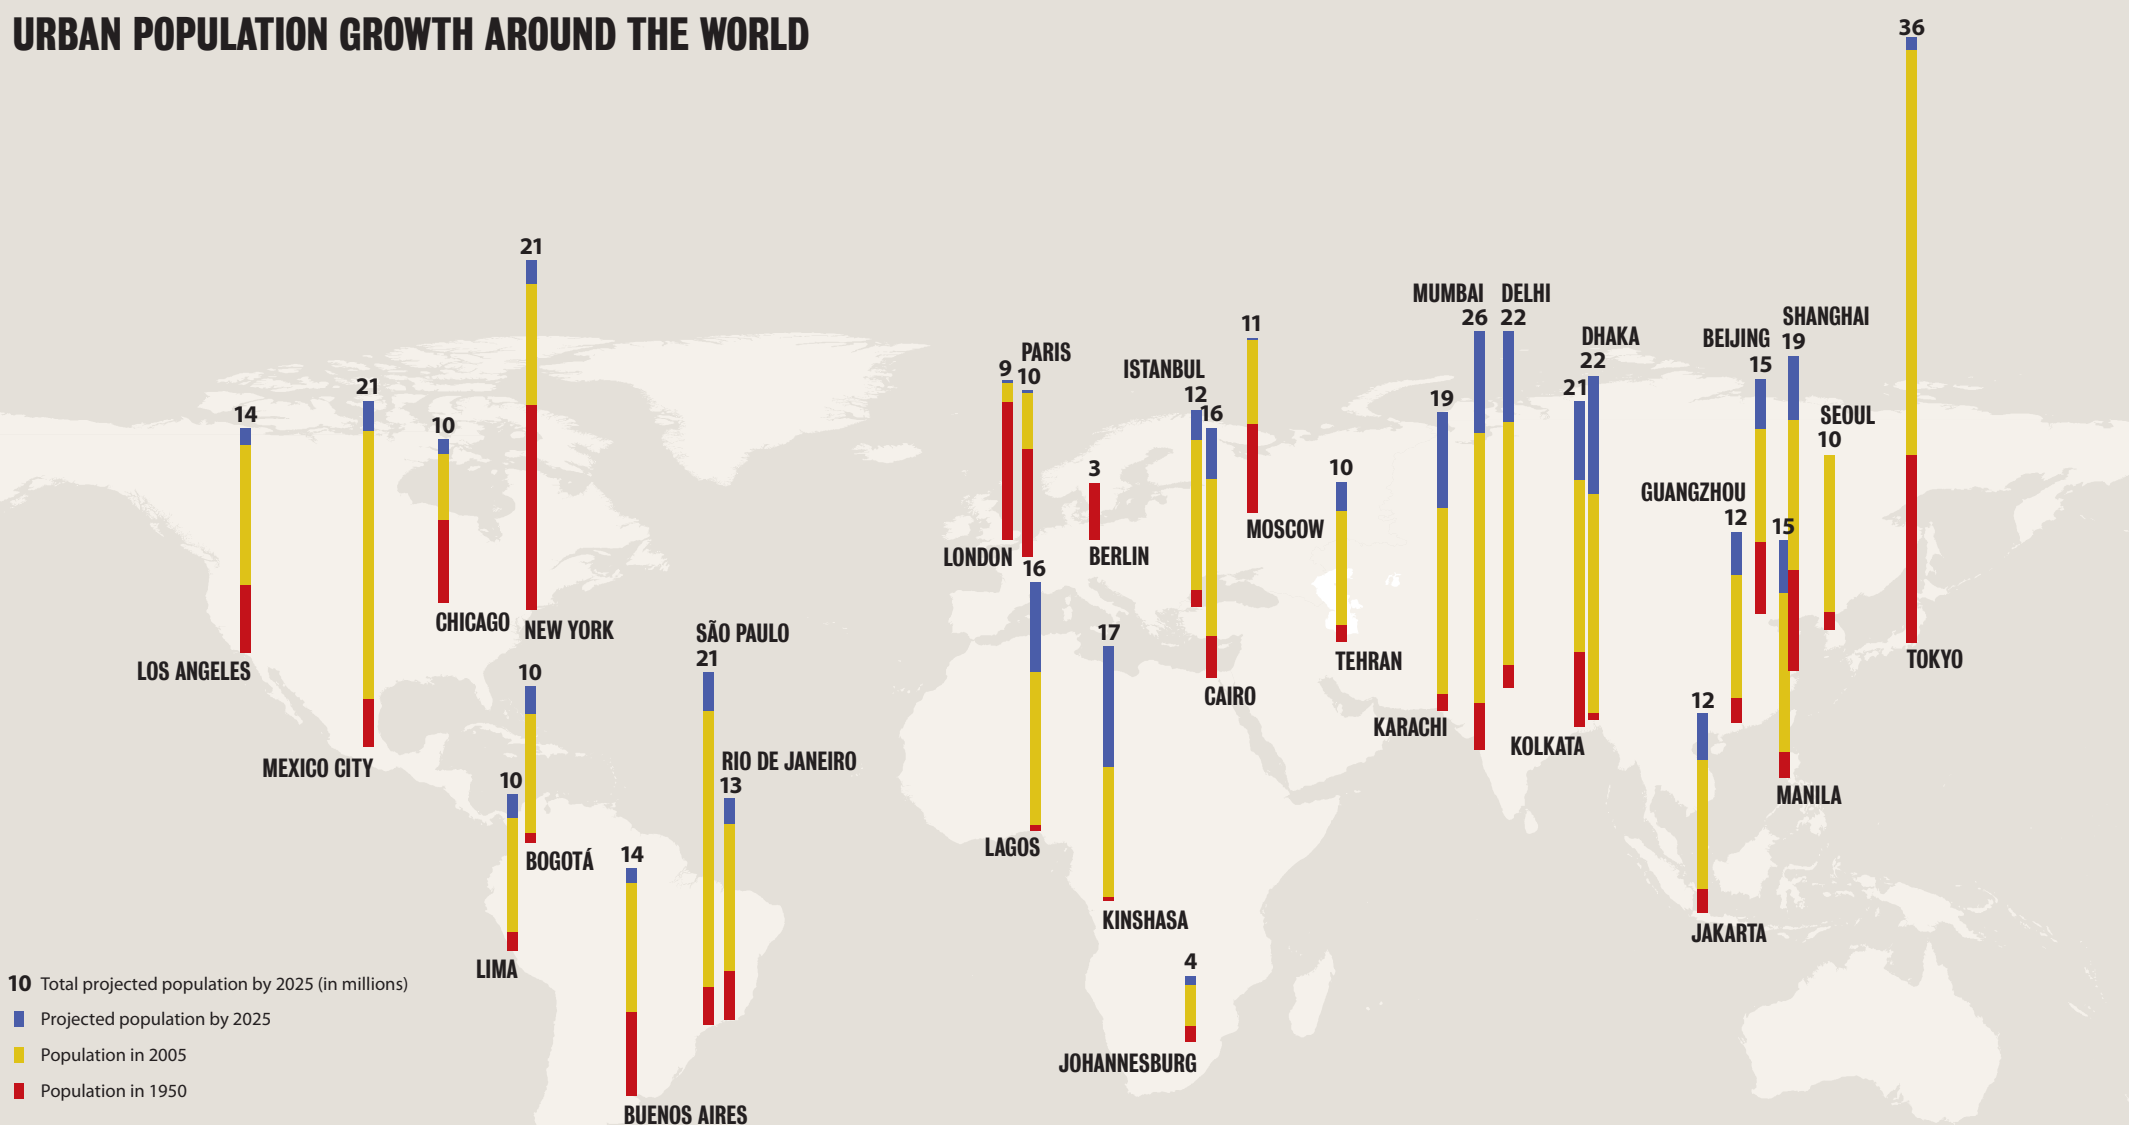 URBAN POPULATION GROWTH AROUND THE WORLD
36
TOKYO
21
NEW YORK
14
LOS ANGELES
21
MEXICO CITY
10
CHICAGO
10
BOGOTÁ
10
LIMA
14
BUENOS AIRES
SÃO PAULO
21
RIO DE JANEIRO
13
9
LONDON
PARIS
10
3
BERLIN
ISTANBUL
12
16
CAIRO
11
MOSCOW
16
LAGOS
17
KINSHASA
4
JOHANNESBURG
10
TEHRAN
19
KARACHI
MUMBAI
26
DELHI
22
21
KOLKATA
DHAKA
22
BEIJING
15
SHANGHAI
19
SEOUL
10
GUANGZHOU
12
15
MANILA
12
JAKARTA
10 Total projected population by 2025 (in millions)
Projected population by 2025
Population in 2005
Population in 1950